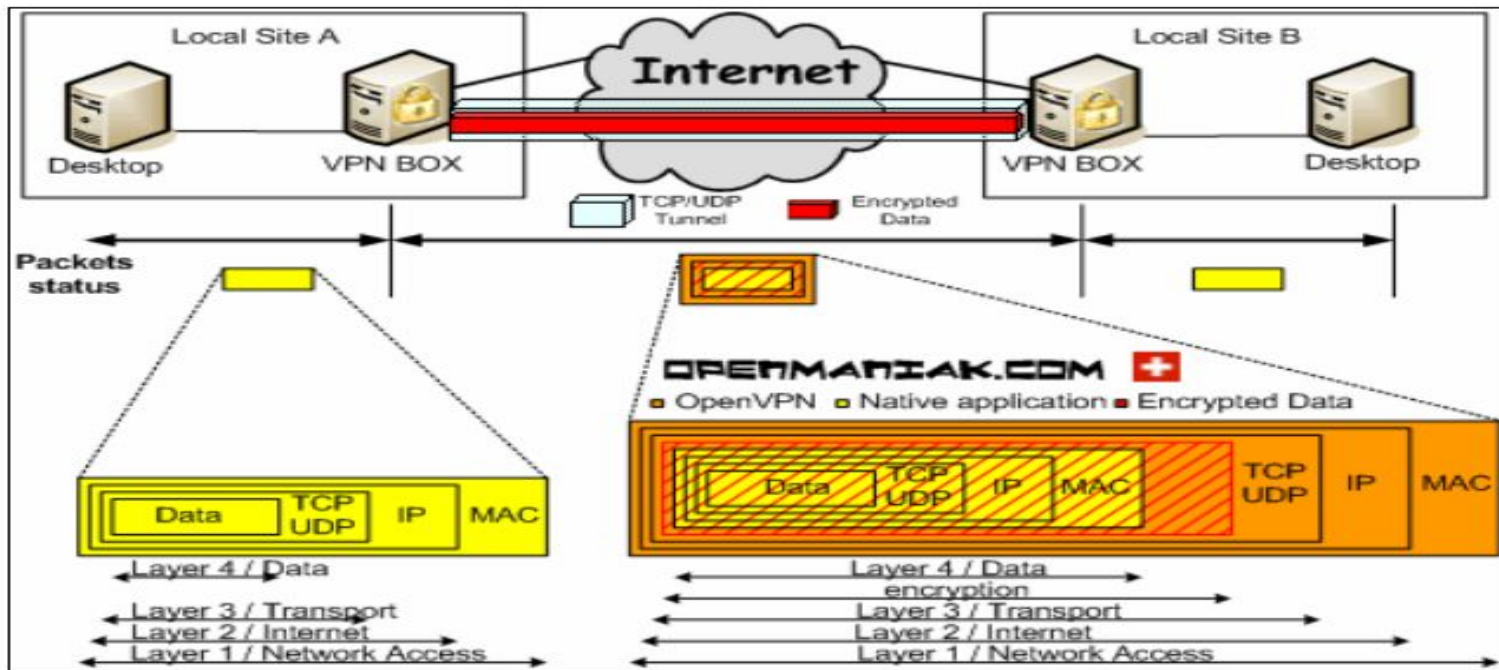 Local Site A
Internet
Local Site B
Desktop
VPN BOX
VPN BOX
Desktop
TCP/UDP
Tunnel
Encrypted
Data
Packets
status
OPENMANIAK.COM
OpenVPN
Native application
Encrypted Data
Data
TCP
UDP
IP
MAC
Data
TCP
UDP
IP
MAC
TCP
UDP
IP
MAC
Layer 4 / Data
Layer 3 / Transport
Layer 2 / Internet
Layer 1 / Network Access
Layer 4 / Data
encryption
Layer 3 / Transport
Layer 2 / Internet
Layer 1 / Network Access